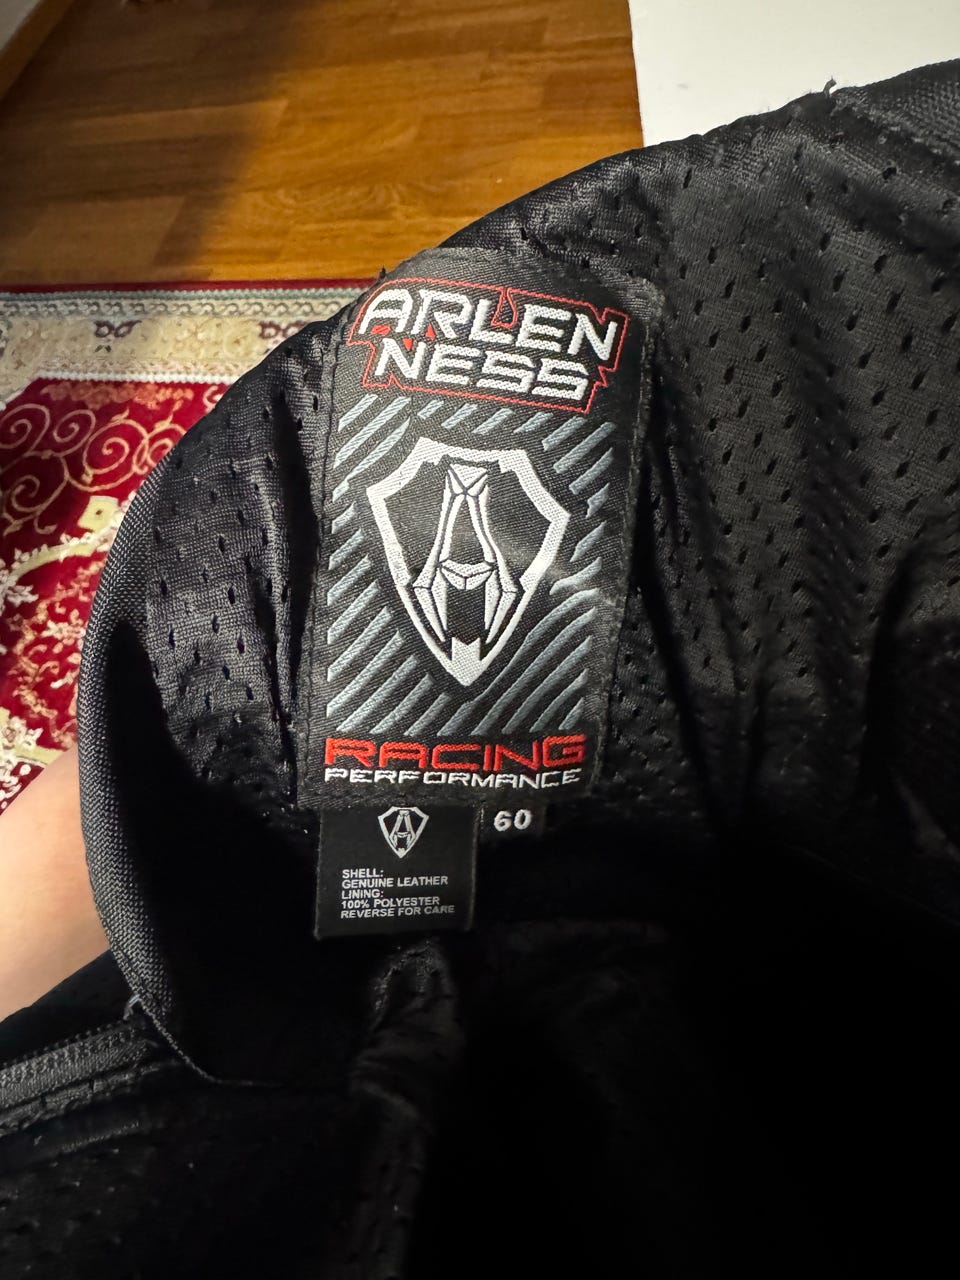 ARLEN
NESS
RACING
PERFORMANCE
60
SHELL:
GENUINE LEATHER
LINING:
100% POLYESTER
REVERSE FOR CARE